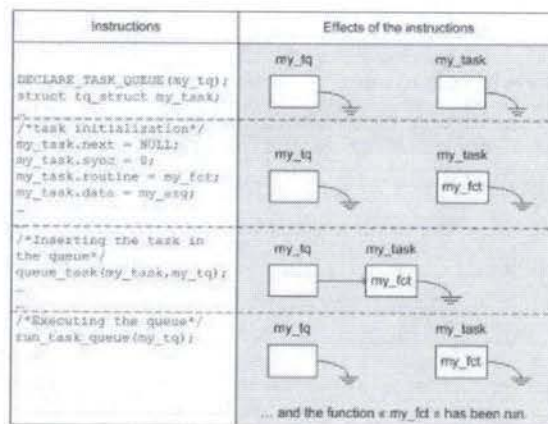 Instructions
Effects of the instructions
DECLARE_TASK_QUEUE(my_tq);
struct tq_struct my_task;
…
my_tq
my_task
/*task initialization*/
my_task.next = NULL;
my_task.sync = 0;
my_task.routine = my_fct;
my_task.data = my_arg;
…
my_tq
my_task
my_fct
/*Inserting the task in
the queue*/
queue_task(my_task,my_tq);
…
…
my_tq
my_task
my_fct
/*Executing the queue*/
run_task_queue(my_tq);
my_tq
my_task
my_fct
... and the function « my_fct » has been run.